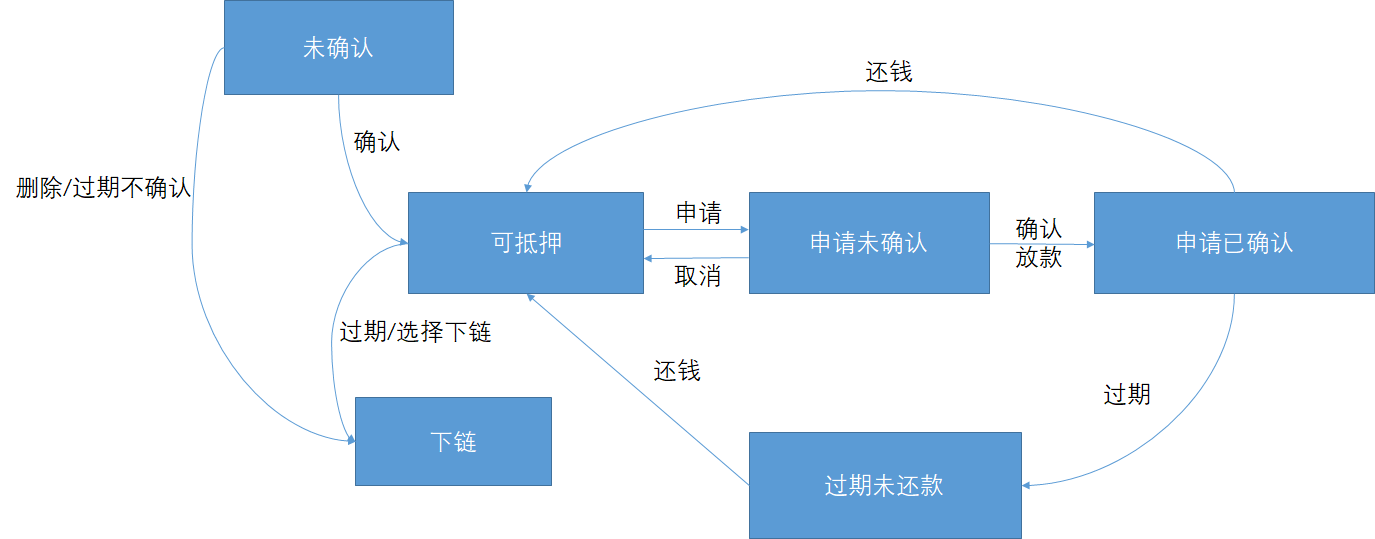 未确认
还钱
确认
删除/过期不确认
申请
可抵押
申请未确认
确认
放款
申请已确认
取消
过期/选择下链
还钱
过期
下链
过期未还款